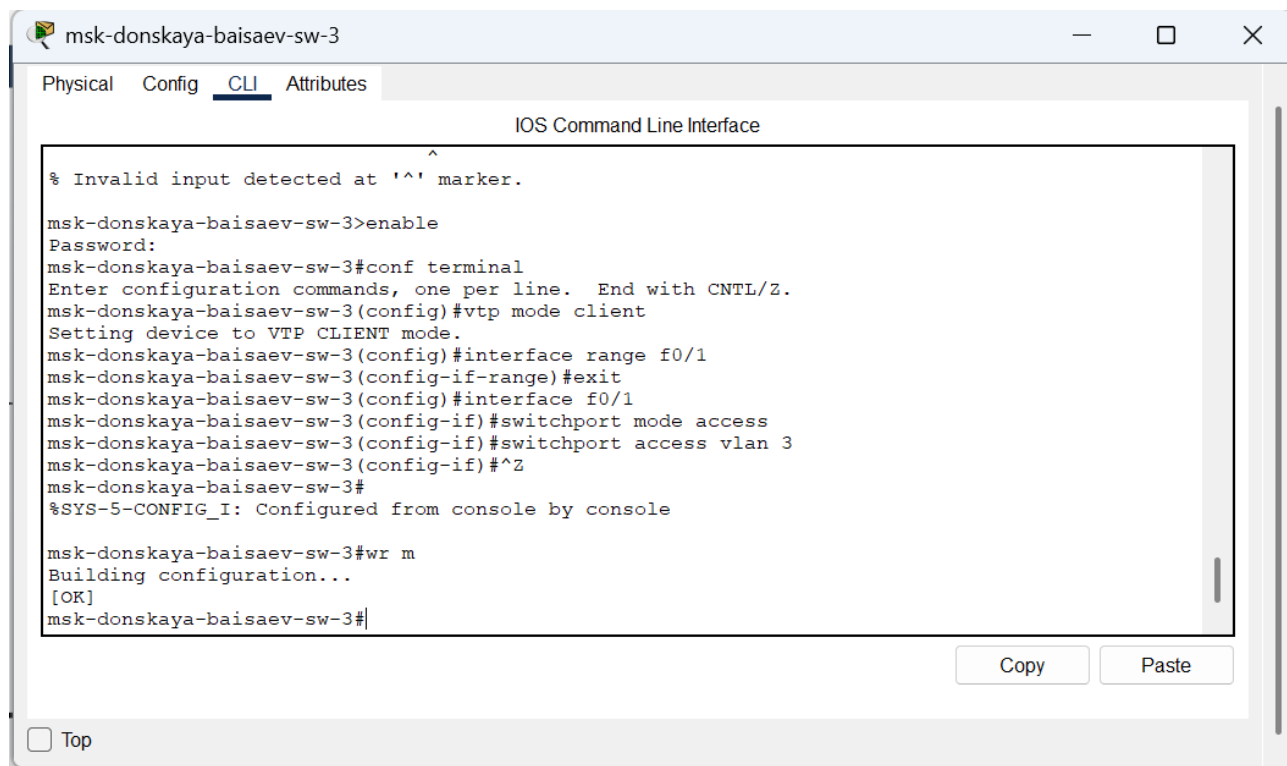 msk-donskaya-baisaev-sw-3
Physical Config CLI Attributes
IOS Command Line Interface
^
% Invalid input detected at '^' marker.
msk-donskaya-baisaev-sw-3>enable
Password:
msk-donskaya-baisaev-sw-3#conf terminal
Enter configuration commands, one per line.  End with CNTL/Z.
msk-donskaya-baisaev-sw-3(config)#vtp mode client
Setting device to VTP CLIENT mode.
msk-donskaya-baisaev-sw-3(config)#interface range f0/1
msk-donskaya-baisaev-sw-3(config-if-range)#exit
msk-donskaya-baisaev-sw-3(config)#interface f0/1
msk-donskaya-baisaev-sw-3(config-if)#switchport mode access
msk-donskaya-baisaev-sw-3(config-if)#switchport access vlan 3
msk-donskaya-baisaev-sw-3(config-if)#^Z
msk-donskaya-baisaev-sw-3#
%SYS-5-CONFIG_I: Configured from console by console
msk-donskaya-baisaev-sw-3#wr m
Building configuration...
[OK]
msk-donskaya-baisaev-sw-3#
Copy Paste
Top